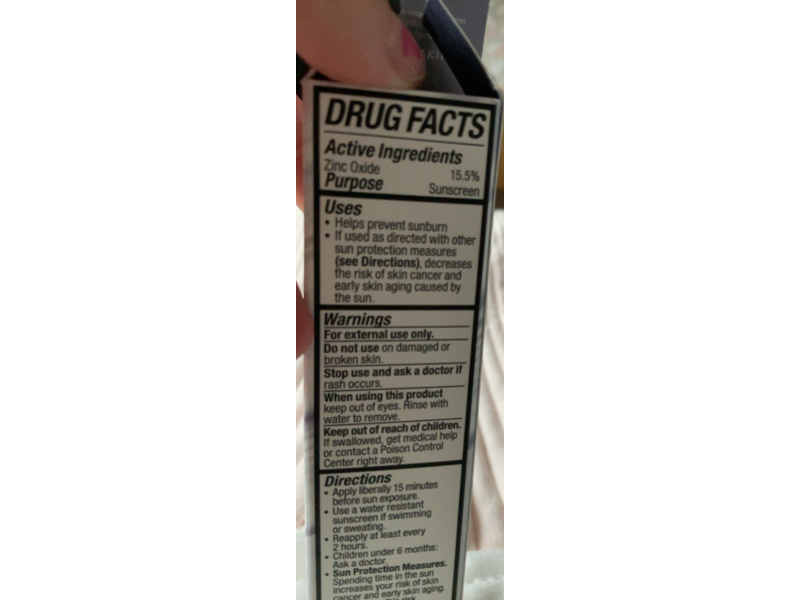 DRUG FACTS
Active Ingredients
Zinc Oxide 15.5%
Purpose Sunscreen
Uses
• Helps prevent sunburn
• If used as directed with other
sun protection measures
(see Directions), decreases
the risk of skin cancer and
early skin aging caused by
the sun.
Warnings
For external use only.
Do not use on damaged or
broken skin.
Stop use and ask a doctor if
rash occurs.
When using this product
keep out of eyes. Rinse with
water to remove.
Keep out of reach of children.
If swallowed, get medical help
or contact a Poison Control
Center right away.
Directions
• Apply liberally 15 minutes
before sun exposure.
• Use a water resistant
sunscreen if swimming
or sweating.
• Reapply at least every
2 hours.
• Children under 6 months:
Ask a doctor.
• Sun Protection Measures.
Spending time in the sun
increases your risk of skin
cancer and early skin aging.